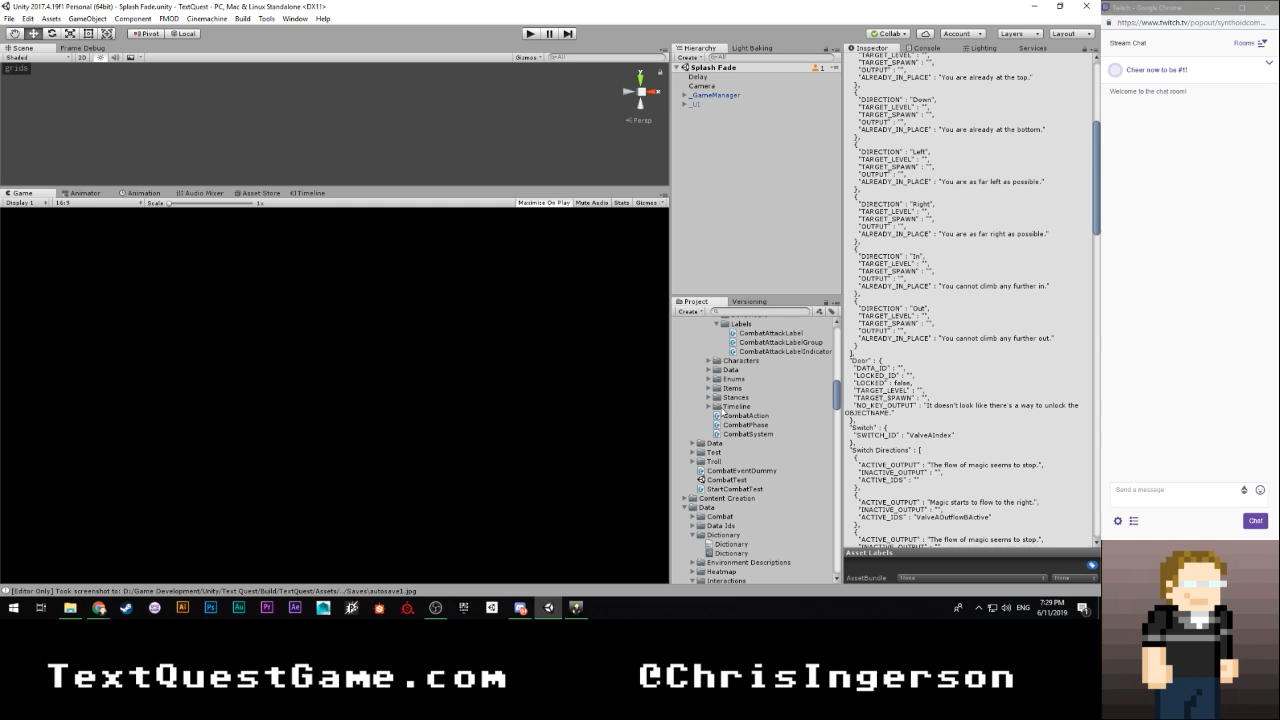 Unity 2017.4.19f1 Personal (64bit) - Splash Fade.unity - TextQuest - PC, Mac & Linux Standalone <DX11>
File Edit Assets GameObject Component FMOD Cinemachine Build Tools Window Help
Pivot Local
Collab Account Layers Layout
Scene Frame Debug
Shaded 2D Gizmos All
grids
y
x
Persp
Game Animator Animation Audio Mixer Asset Store Timeline
Display 1 16:9 Scale 1x Maximize On Play Mute Audio Stats Gizmos
Hierarchy Light Baking
Create All
Splash Fade 1
Delay
Camera
_GameManager
_UI
Project Versioning
Create
Labels
CombatAttackLabel
CombatAttackLabelGroup
CombatAttackLabelIndicator
Characters
Data
Enums
Items
Stances
Timeline
CombatAction
CombatPhase
CombatSystem
Data
Test
Troll
CombatEventDummy
CombatTest
StartCombatTest
Content Creation
Data
Combat
Data Ids
Dictionary
Dictionary
Dictionary
Environment Descriptions
Heatmap
Interactions
Inspector Console Lighting Services
"TARGET_LEVEL" : "",
"TARGET_SPAWN" : "",
"OUTPUT" : "",
"ALREADY_IN_PLACE" : "You are already at the top."
},
{
"DIRECTION" : "Down",
"TARGET_LEVEL" : "",
"TARGET_SPAWN" : "",
"OUTPUT" : "",
"ALREADY_IN_PLACE" : "You are already at the bottom."
},
{
"DIRECTION" : "Left",
"TARGET_LEVEL" : "",
"TARGET_SPAWN" : "",
"OUTPUT" : "",
"ALREADY_IN_PLACE" : "You are as far left as possible."
},
{
"DIRECTION" : "Right",
"TARGET_LEVEL" : "",
"TARGET_SPAWN" : "",
"OUTPUT" : "",
"ALREADY_IN_PLACE" : "You are as far right as possible."
},
{
"DIRECTION" : "In",
"TARGET_LEVEL" : "",
"TARGET_SPAWN" : "",
"OUTPUT" : "",
"ALREADY_IN_PLACE" : "You cannot climb any further in."
},
{
"DIRECTION" : "Out",
"TARGET_LEVEL" : "",
"TARGET_SPAWN" : "",
"OUTPUT" : "",
"ALREADY_IN_PLACE" : "You cannot climb any further out."
}
],
"Door" : {
"DATA_ID" : "",
"LOCKED_ID" : "",
"LOCKED" : false,
"TARGET_LEVEL" : "",
"TARGET_SPAWN" : "",
"NO_KEY_OUTPUT" : "It doesn't look like there's a way to unlock the
OBJECTNAME."
},
"Switch" : {
"SWITCH_ID" : "ValveAIndex"
},
"Switch Directions" : [
{
"ACTIVE_OUTPUT" : "The flow of magic seems to stop.",
"INACTIVE_OUTPUT" : "",
"ACTIVE_IDS" : ""
},
{
"ACTIVE_OUTPUT" : "Magic starts to flow to the right.",
"INACTIVE_OUTPUT" : "",
"ACTIVE_IDS" : "ValveAOutflowBActive"
},
{
"ACTIVE_OUTPUT" : "The flow of magic seems to stop.",
"INACTIVE_OUTPUT" : "",
Asset Labels
AssetBundle None None
[Editor Only] Took screenshot to: D:/Game Development/Unity/Text Quest/Build/TextQuest/Assets/../Saves\autosave1.jpg
ENG 7:29 PM
6/11/2019
Twitch - Google Chrome
https://www.twitch.tv/popout/synthoidcom...
Stream Chat Rooms
Cheer now to be #1!
Welcome to the chat room!
Send a message
Chat
TextQuestGame.com @ChrisIngerson